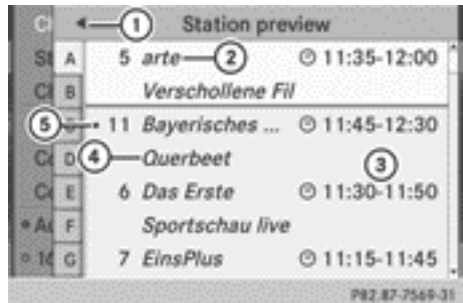 ◄ 1 Station preview
St A 5 arte 2 11:35-12:00
B Verschollene Fil
5 11 Bayerisches ... 11:45-12:30
D 4 Querbeet 3
E 6 Das Erste 11:30-11:50
F Sportschau live
G 7 EinsPlus 11:15-11:45
P82.87-7569-31